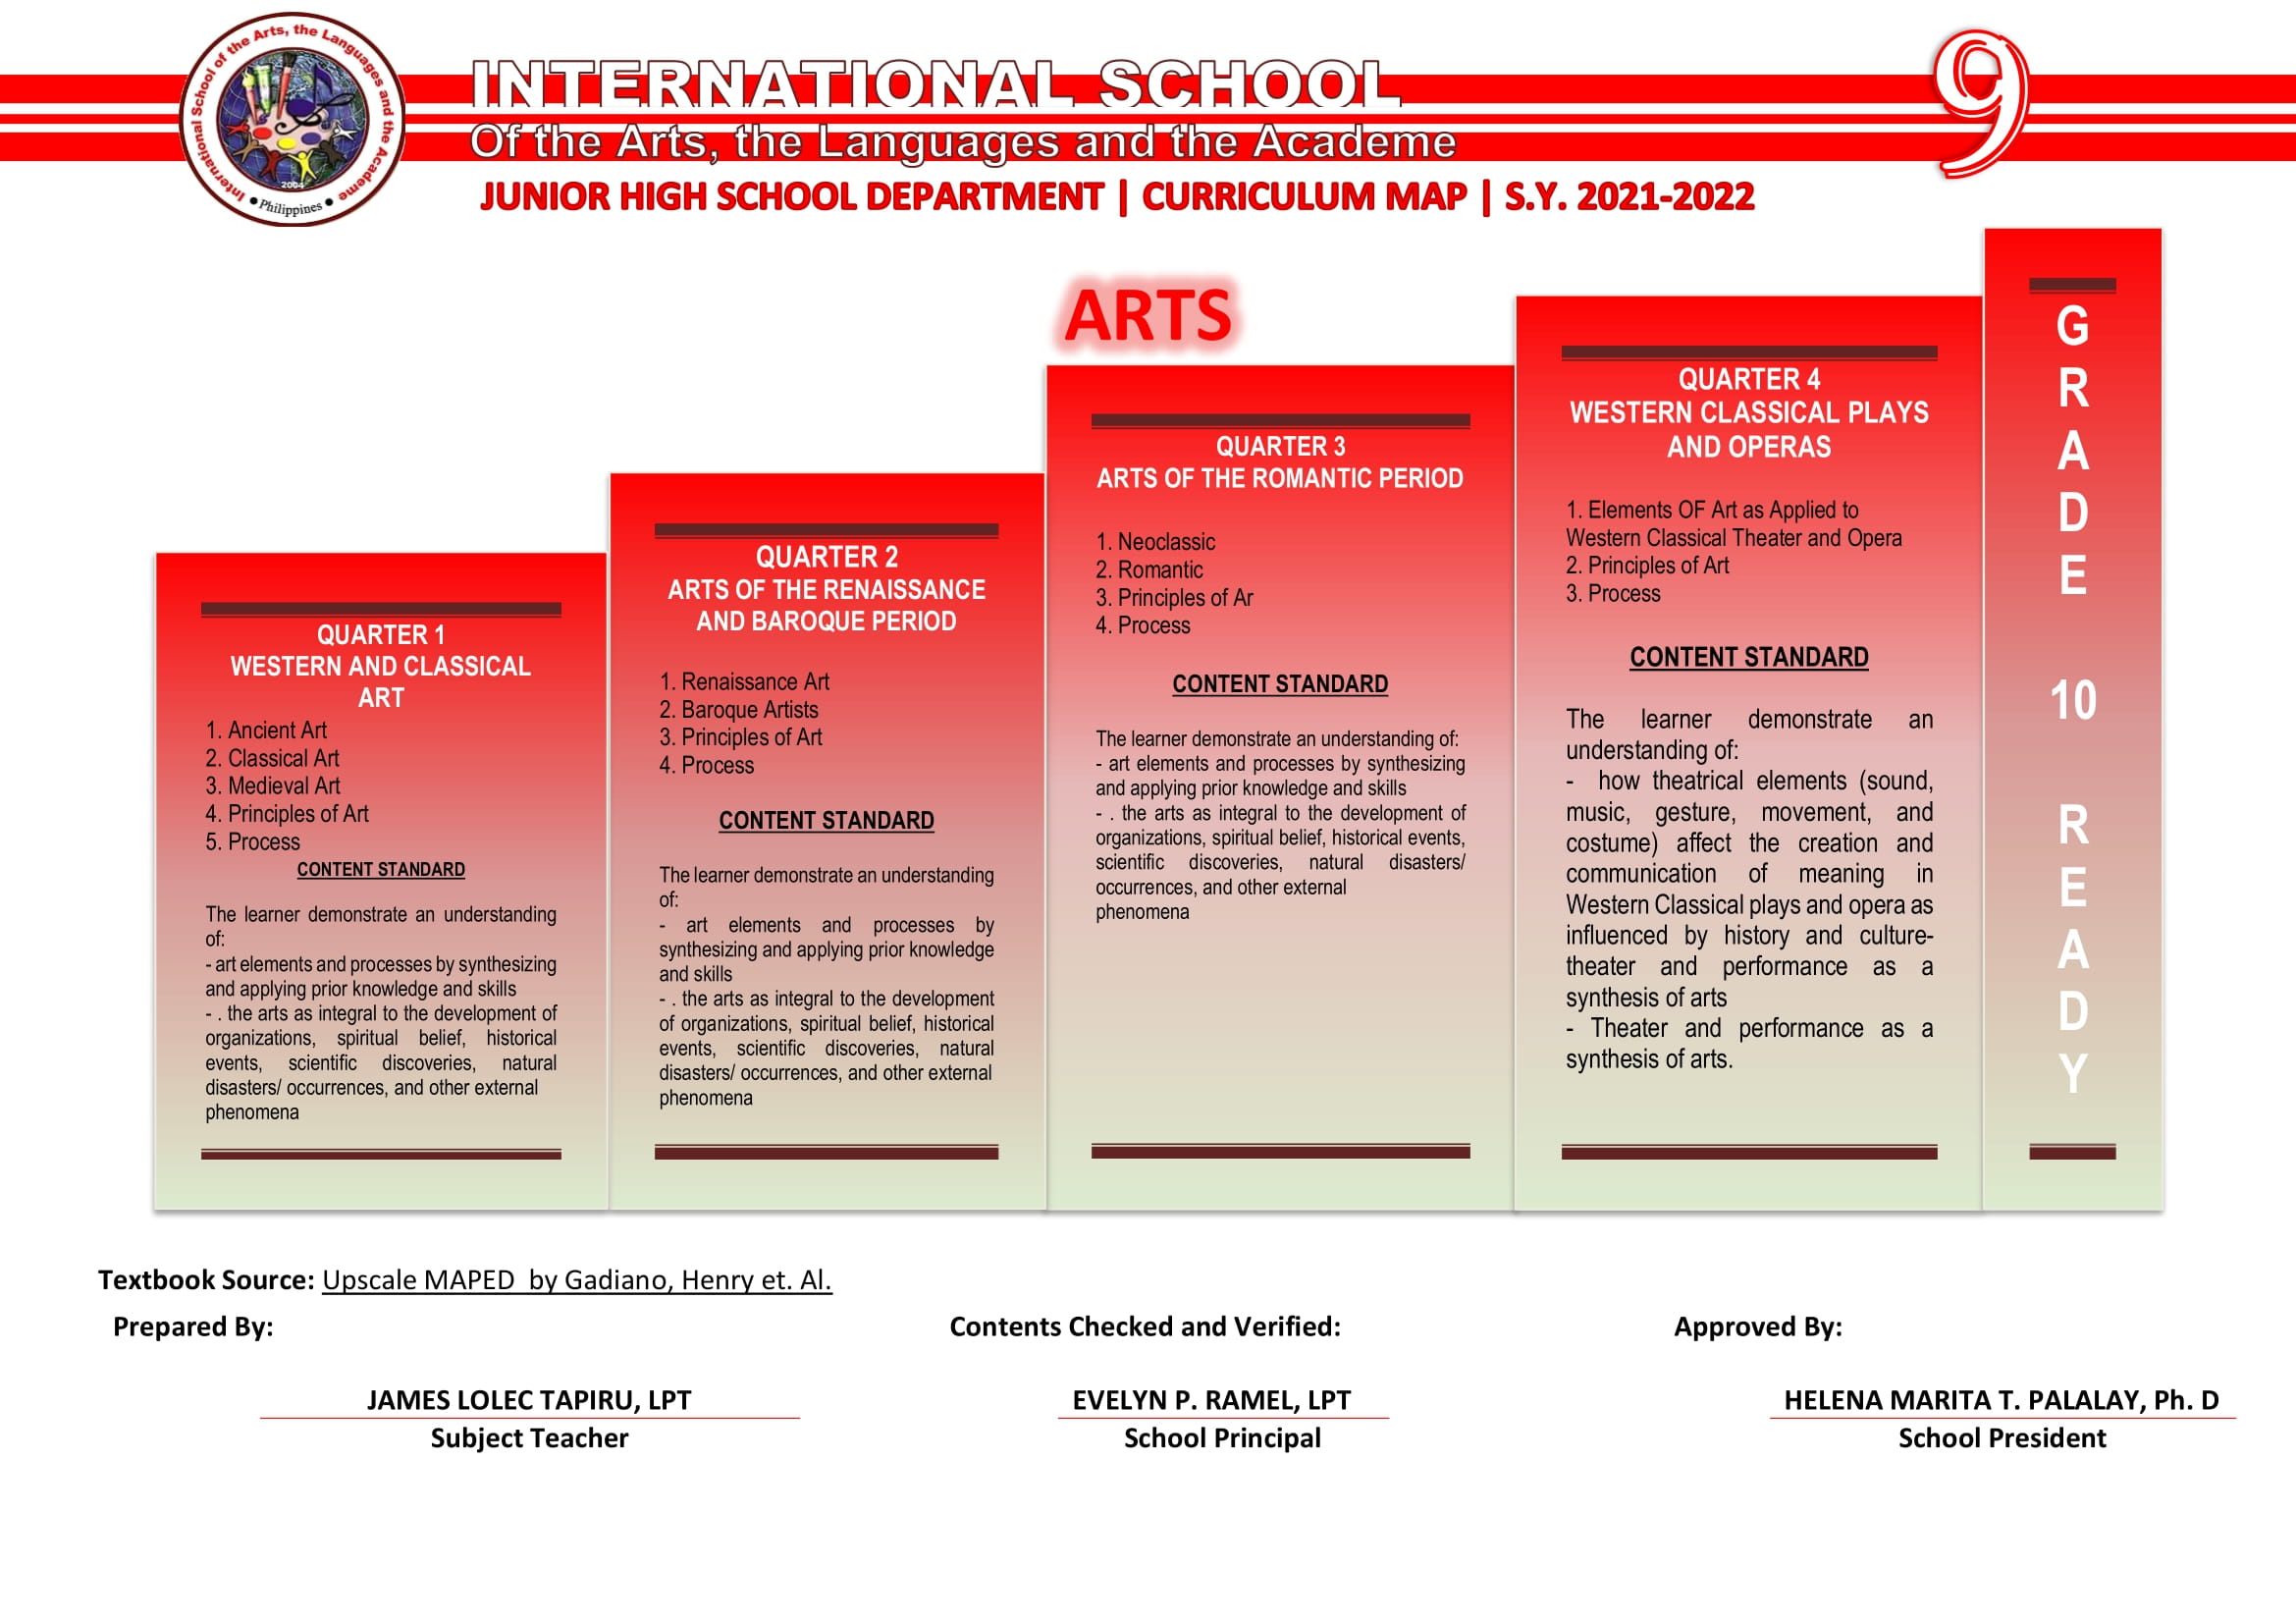 International School of the Arts, the Languages and the Academe
2004
Philippines
INTERNATIONAL SCHOOL
Of the Arts, the Languages and the Academe
JUNIOR HIGH SCHOOL DEPARTMENT | CURRICULUM MAP | S.Y. 2021-2022
9
ARTS
QUARTER 1
WESTERN AND CLASSICAL
ART
1. Ancient Art
2. Classical Art
3. Medieval Art
4. Principles of Art
5. Process
CONTENT STANDARD
The learner demonstrate an understanding
of:
- art elements and processes by synthesizing
and applying prior knowledge and skills
- . the arts as integral to the development of
organizations, spiritual belief, historical
events, scientific discoveries, natural
disasters/ occurrences, and other external
phenomena
QUARTER 2
ARTS OF THE RENAISSANCE
AND BAROQUE PERIOD
1. Renaissance Art
2. Baroque Artists
3. Principles of Art
4. Process
CONTENT STANDARD
The learner demonstrate an understanding
of:
- art elements and processes by
synthesizing and applying prior knowledge
and skills
- . the arts as integral to the development
of organizations, spiritual belief, historical
events, scientific discoveries, natural
disasters/ occurrences, and other external
phenomena
QUARTER 3
ARTS OF THE ROMANTIC PERIOD
1. Neoclassic
2. Romantic
3. Principles of Ar
4. Process
CONTENT STANDARD
The learner demonstrate an understanding of:
- art elements and processes by synthesizing
and applying prior knowledge and skills
- . the arts as integral to the development of
organizations, spiritual belief, historical events,
scientific discoveries, natural disasters/
occurrences, and other external
phenomena
QUARTER 4
WESTERN CLASSICAL PLAYS
AND OPERAS
1. Elements OF Art as Applied to
Western Classical Theater and Opera
2. Principles of Art
3. Process
CONTENT STANDARD
The learner demonstrate an
understanding of:
- how theatrical elements (sound,
music, gesture, movement, and
costume) affect the creation and
communication of meaning in
Western Classical plays and opera as
influenced by history and culture-
theater and performance as a
synthesis of arts
- Theater and performance as a
synthesis of arts.
G
R
A
D
E
10
R
E
A
D
Y
Textbook Source: Upscale MAPED by Gadiano, Henry et. Al.
Prepared By: Contents Checked and Verified: Approved By:
JAMES LOLEC TAPIRU, LPT EVELYN P. RAMEL, LPT HELENA MARITA T. PALALAY, Ph. D
Subject Teacher School Principal School President